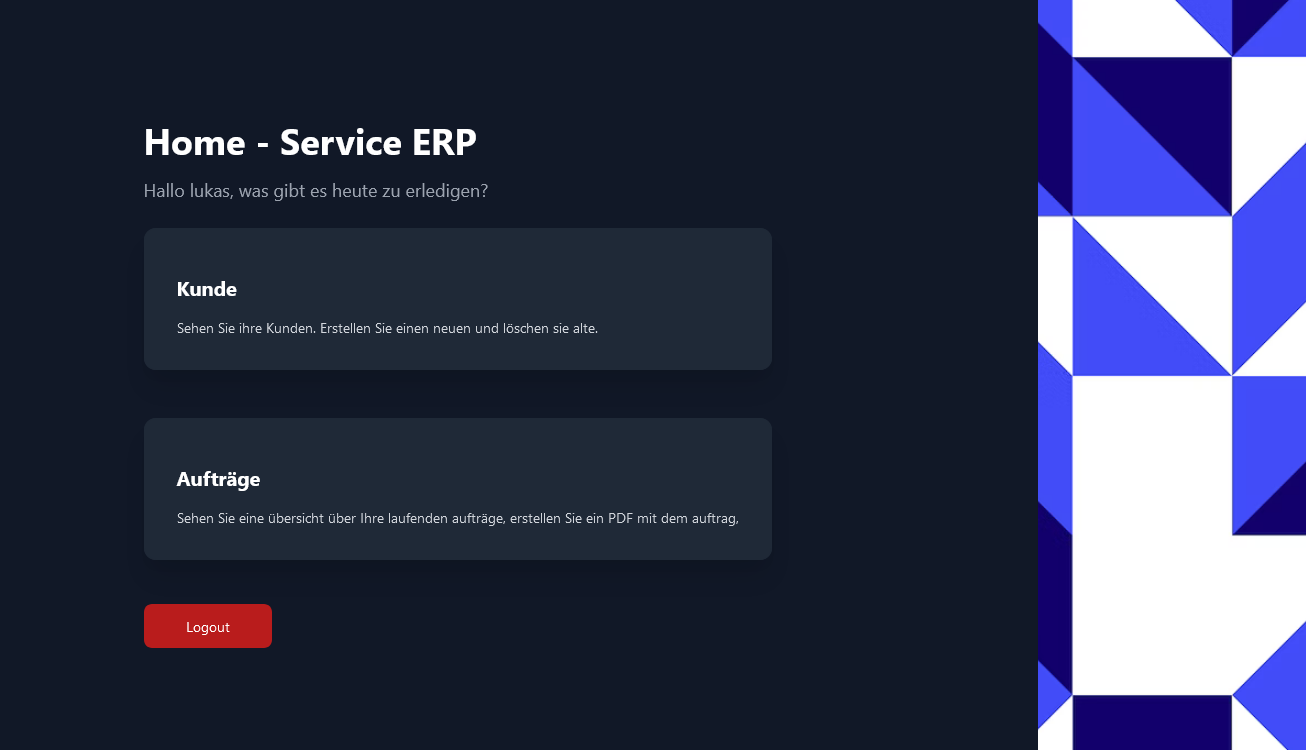 Home - Service ERP
Hallo lukas, was gibt es heute zu erledigen?
Kunde
Sehen Sie ihre Kunden. Erstellen Sie einen neuen und löschen sie alte.
Aufträge
Sehen Sie eine übersicht über Ihre laufenden aufträge, erstellen Sie ein PDF mit dem auftrag,
Logout